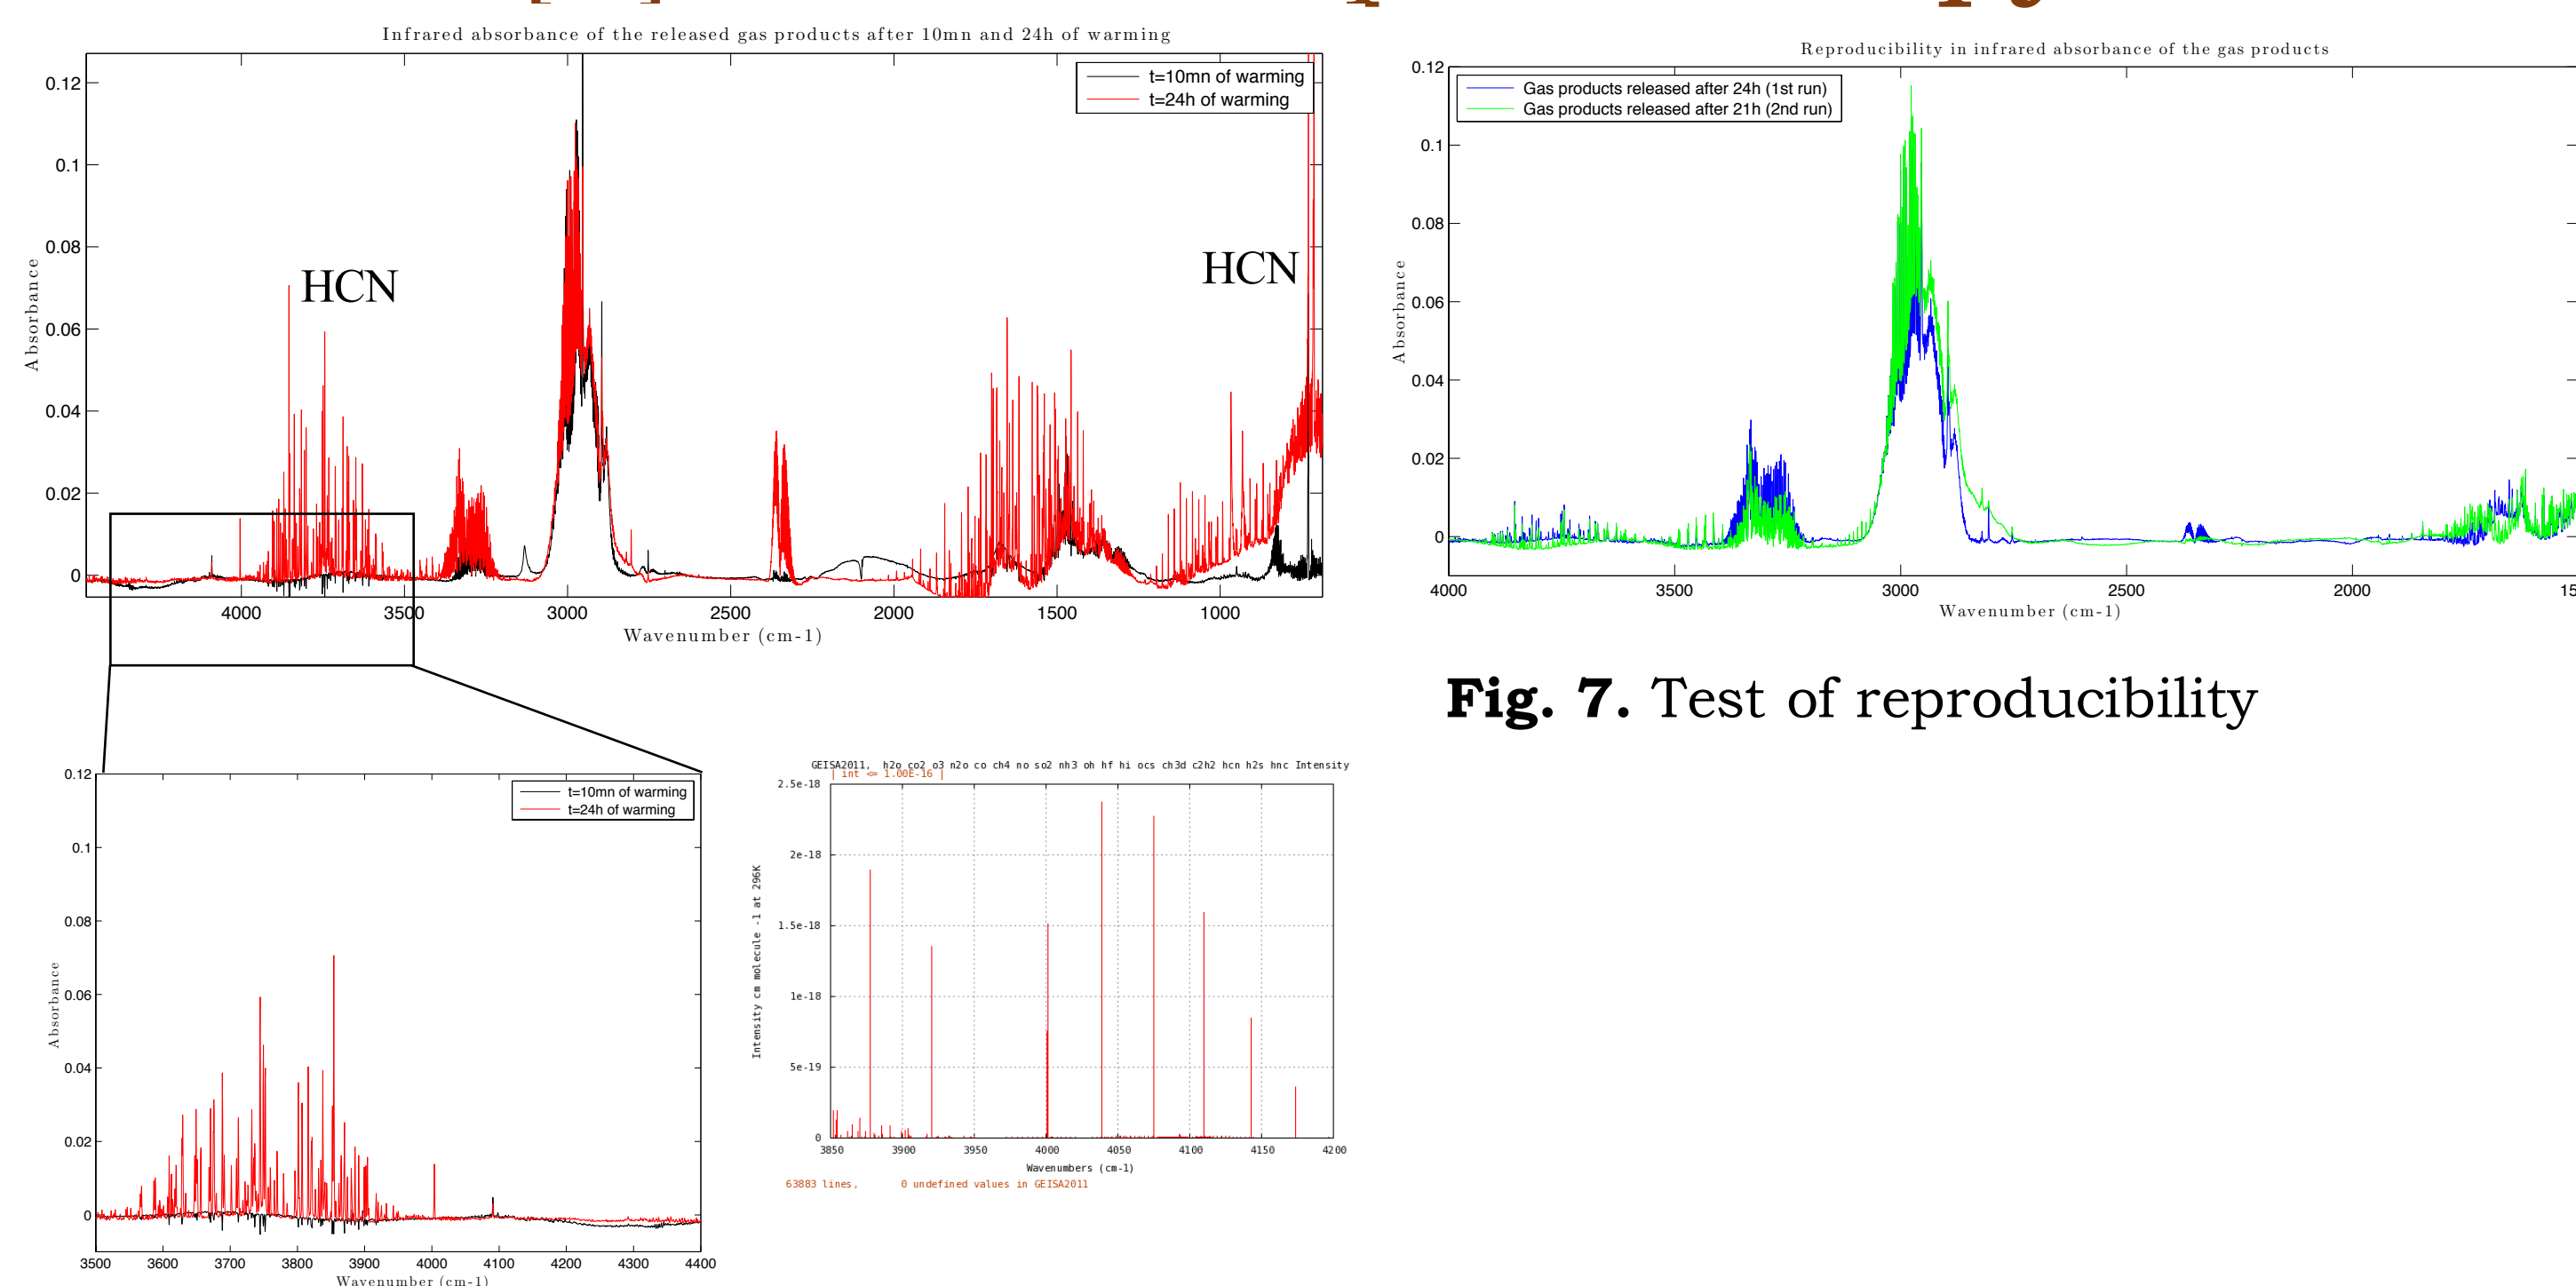 Infrared absorbance of the released gas products after 10mn and 24h of warming
t=10mn of warming
t=24h of warming
HCN
HCN
Absorbance
0.12
0.1
0.08
0.06
0.04
0.02
0
4000 3500 3000 2500 2000 1500 1000
Wavenumber (cm-1)
Reproducibility in infrared absorbance of the gas products
Gas products released after 24h (1st run)
Gas products released after 21h (2nd run)
Absorbance
0.12
0.1
0.08
0.06
0.04
0.02
0
4000 3500 3000 2500 2000
Wavenumber (cm-1)
Fig. 7. Test of reproducibility
t=10mn of warming
t=24h of warming
Absorbance
0.12
0.1
0.08
0.06
0.04
0.02
0
3500 3600 3700 3800 3900 4000 4100 4200 4300 4400
Wavenumber (cm-1)
GEISA2011, h2o co2 o3 n2o co ch4 no so2 nh3 oh hf hi ocs ch3d c2h2 hcn h2s hnc Intensity
| int <= 1.00E-16 |
Intensity cm molecule -1 at 296K
2.5e-18
2e-18
1.5e-18
1e-18
5e-19
0
3850 3900 3950 4000 4050 4100 4150 4200
Wavenumbers (cm-1)
63883 lines, 0 undefined values in GEISA2011